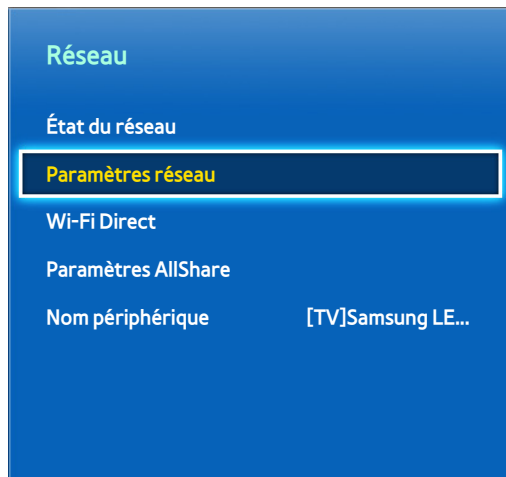 Réseau
État du réseau
Paramètres réseau
Wi-Fi Direct
Paramètres AllShare
Nom périphérique [TV]Samsung LE...